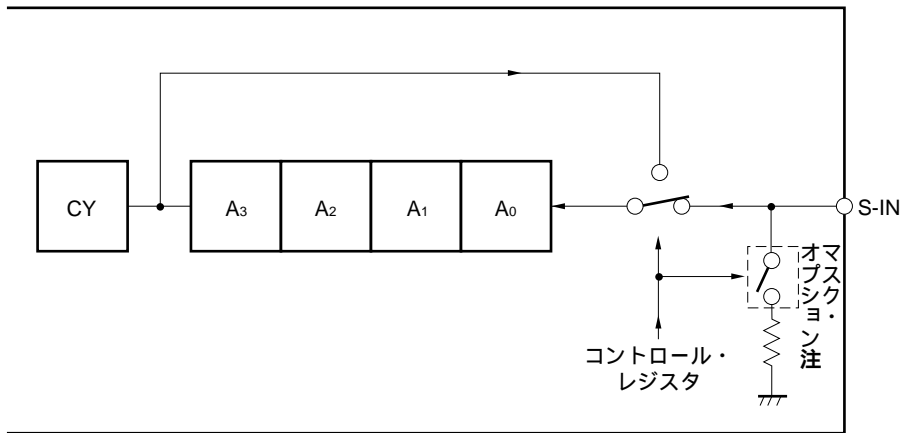 CY
A3
A2
A1
A0
S-IN
マスク・
オプション注
コントロール・
レジスタ